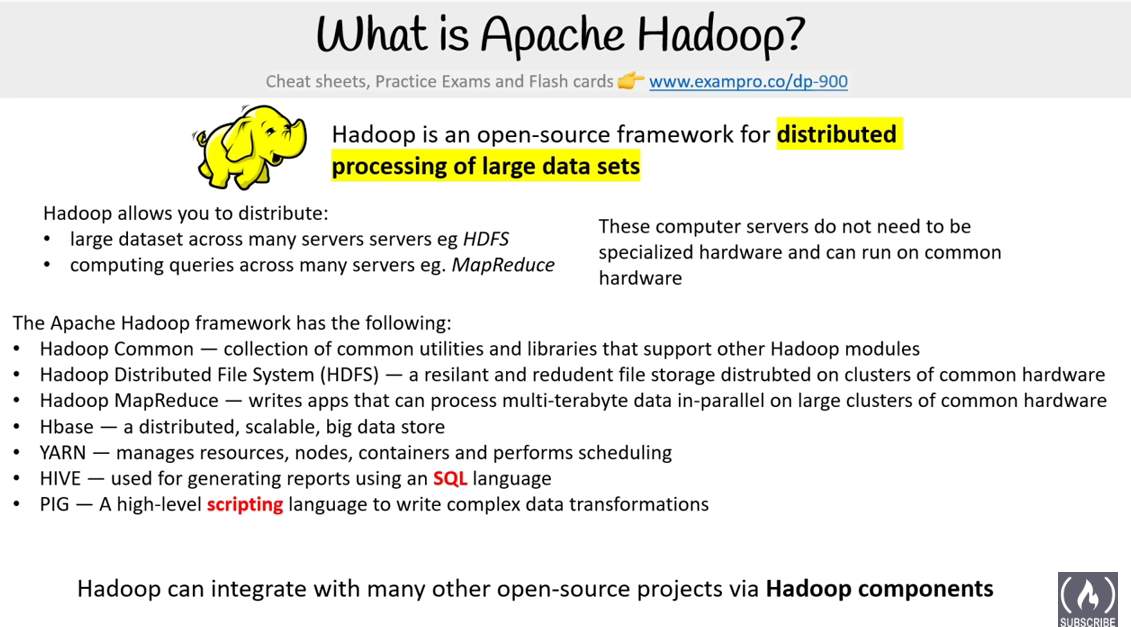 What is Apache Hadoop?
Cheat sheets, Practice Exams and Flash cards 👉 www.exampro.co/dp-900
Hadoop is an open-source framework for distributed
processing of large data sets
Hadoop allows you to distribute:
• large dataset across many servers servers eg HDFS
• computing queries across many servers eg. MapReduce
These computer servers do not need to be
specialized hardware and can run on common
hardware
The Apache Hadoop framework has the following:
• Hadoop Common — collection of common utilities and libraries that support other Hadoop modules
• Hadoop Distributed File System (HDFS) — a resilant and redudent file storage distrubted on clusters of common hardware
• Hadoop MapReduce — writes apps that can process multi-terabyte data in-parallel on large clusters of common hardware
• Hbase — a distributed, scalable, big data store
• YARN — manages resources, nodes, containers and performs scheduling
• HIVE — used for generating reports using an SQL language
• PIG — A high-level scripting language to write complex data transformations
Hadoop can integrate with many other open-source projects via Hadoop components
SUBSCRIBE